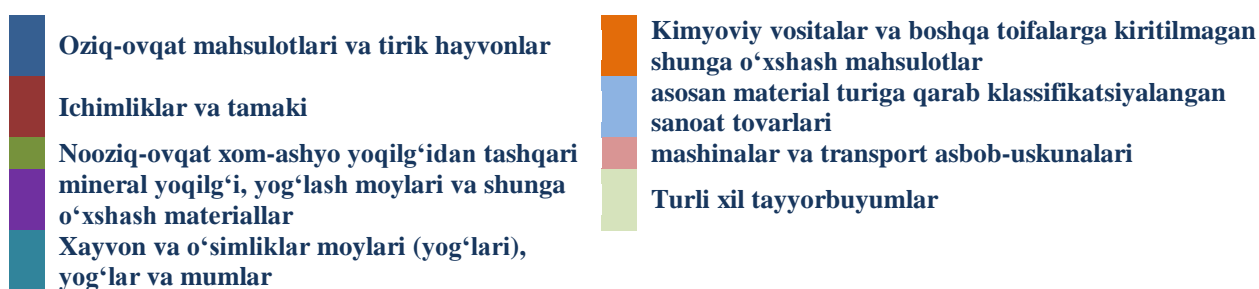 Oziq-ovqat mahsulotlari va tirik hayvonlar
Ichimliklar va tamaki
Nooziq-ovqat xom-ashyo yoqilg‘idan tashqari
mineral yoqilg‘i, yog‘lash moylari va shunga
o‘xshash materiallar
Xayvon va o‘simliklar moylari (yog‘lari),
yog‘lar va mumlar
Kimyoviy vositalar va boshqa toifalarga kiritilmagan
shunga o‘xshash mahsulotlar
asosan material turiga qarab klassifikatsiyalangan
sanoat tovarlari
mashinalar va transport asbob-uskunalari
Turli xil tayyorbuyumlar